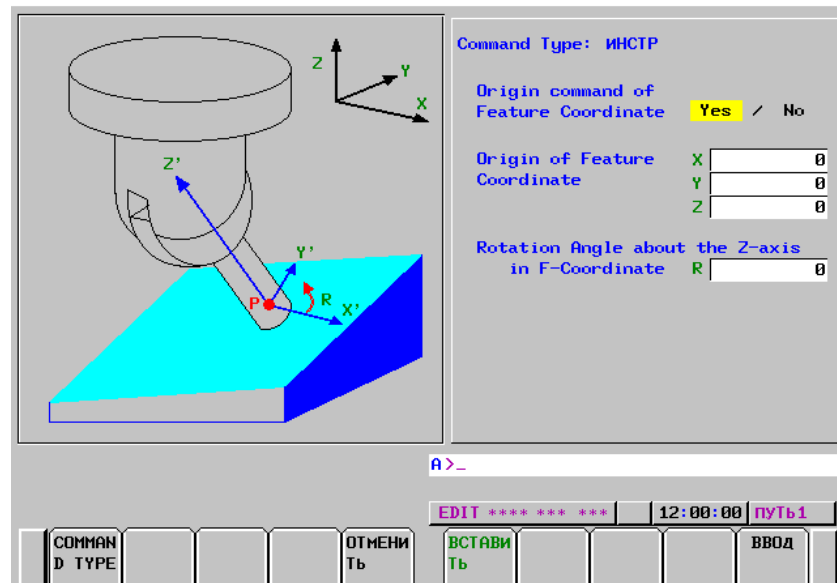 Z
Y
X
Z'
Y'
P
R
X'
Command Type: ИНСТР
Origin command of
Feature Coordinate Yes / No
Origin of Feature X 0
Coordinate Y 0
Z 0
Rotation Angle about the Z-axis
in F-Coordinate R 0
A>_
EDIT **** *** *** 12:00:00 ПУТЬ1
COMMAN ОТМЕНИ ВСТАВИ ВВОД
D TYPE ТЬ ТЬ